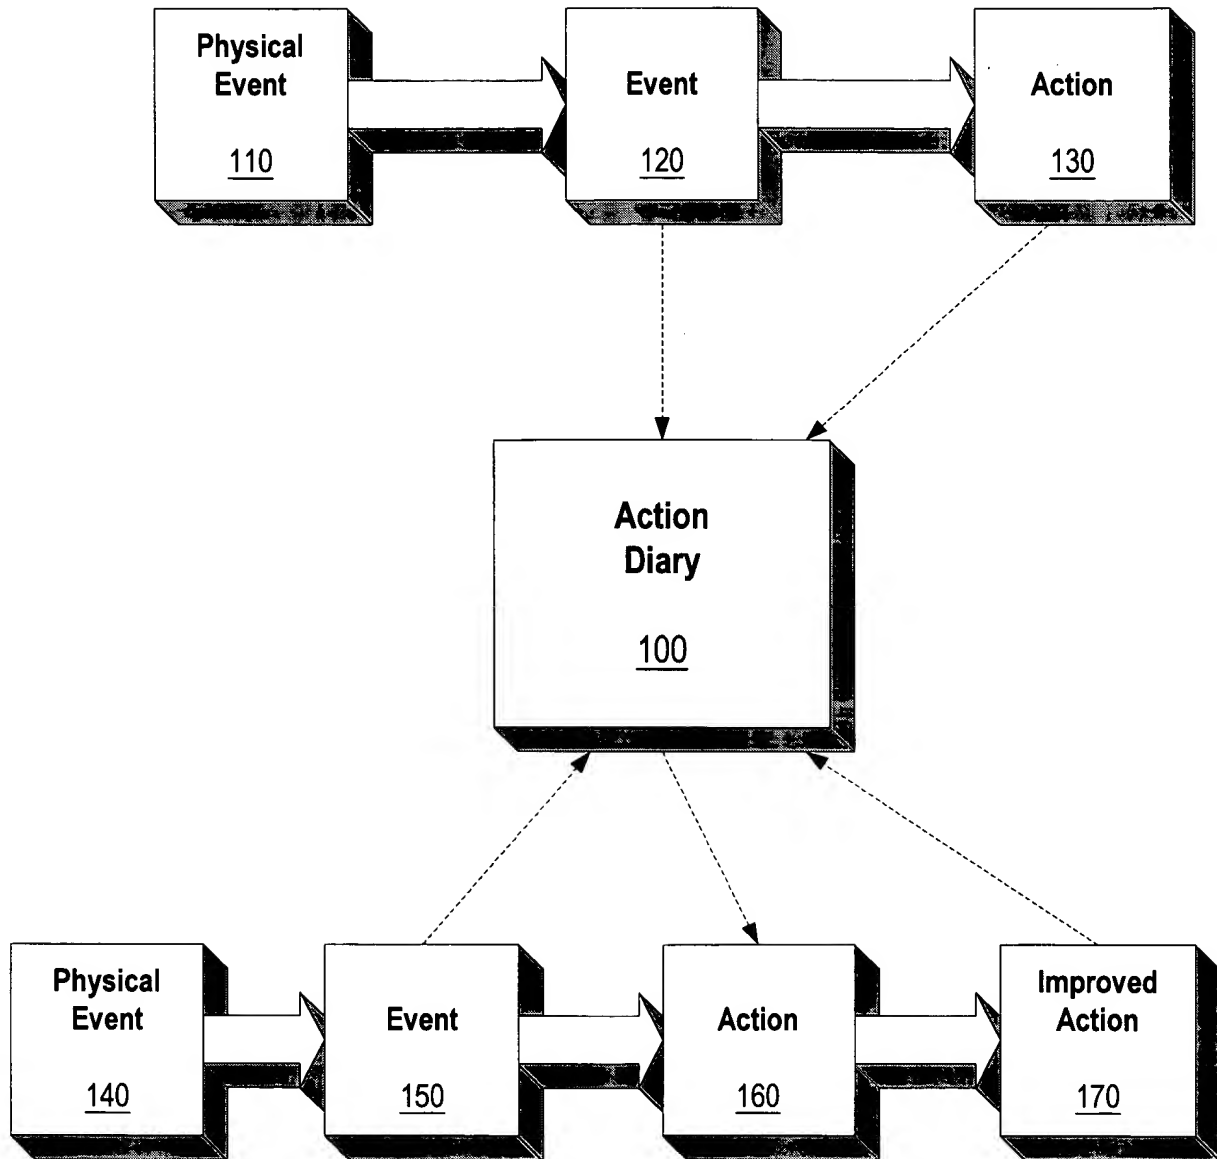 Physical
Event
110
Event
120
Action
130
Action
Diary
100
Physical
Event
140
Event
150
Action
160
Improved
Action
170